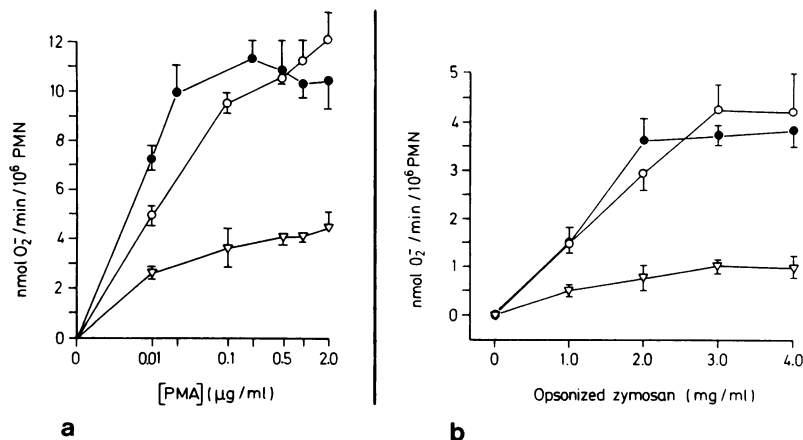 12
10
8
6
4
2
0
nmol O₂⁻/min/10⁶ PMN
0 0.01 0.1 0.5 2.0
[PMA] (µg/ml)
a
5
4
3
2
1
0
nmol O₂⁻/min/10⁶ PMN
0 1.0 2.0 3.0 4.0
Opsonized zymosan (mg/ml)
b